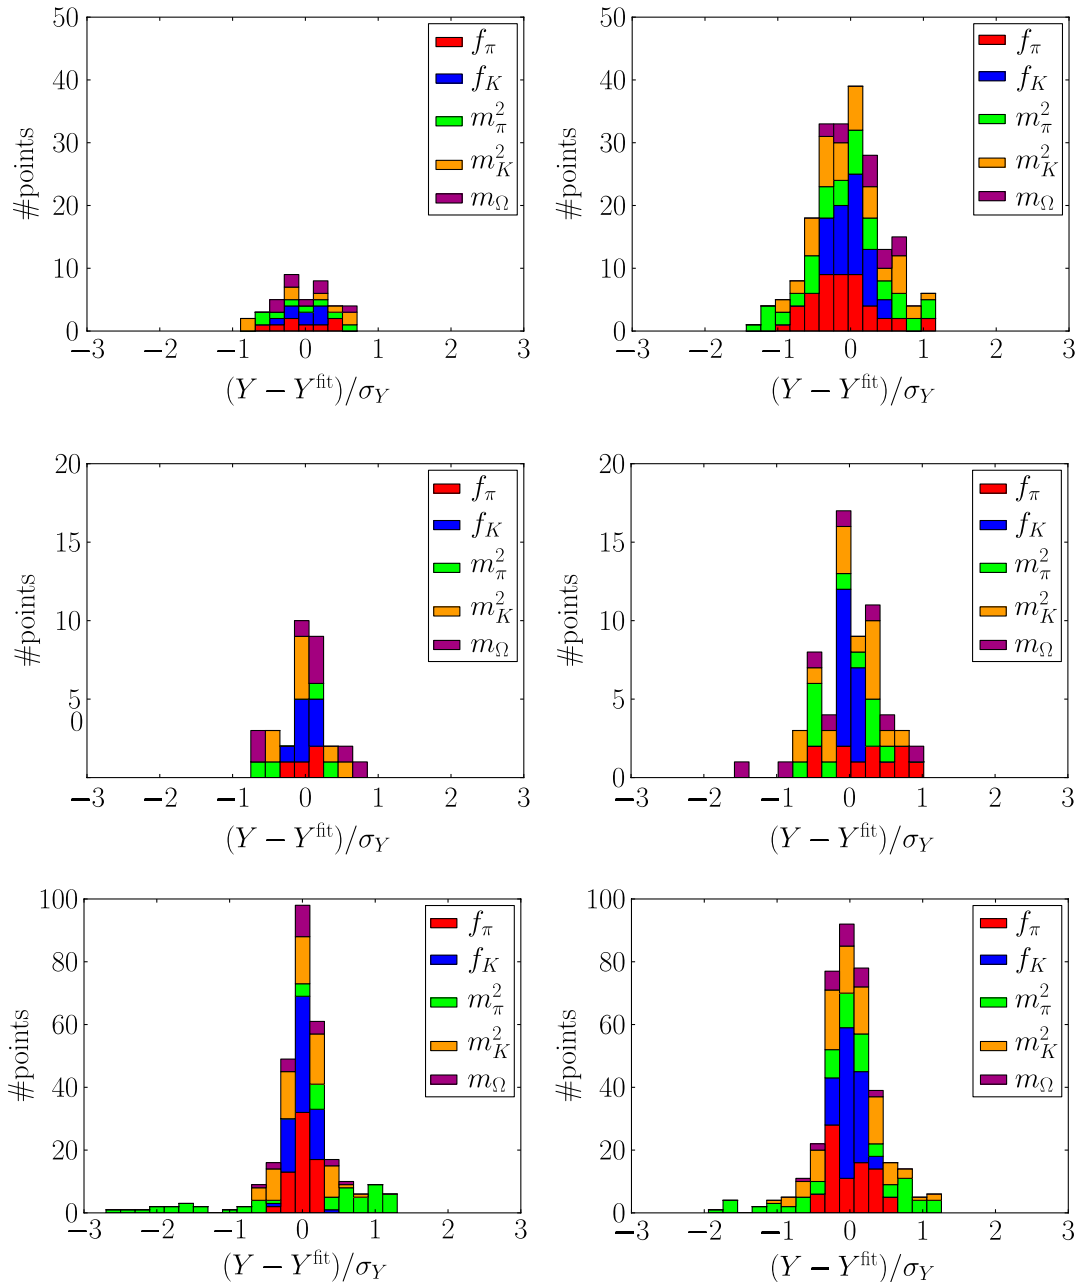 50
40
30
20
10
0
#points
−3 −2 −1 0 1 2 3
(Y − Y^fit)/σ_Y
f_π
f_K
m_π^2
m_K^2
m_Ω
50
40
30
20
10
0
#points
−3 −2 −1 0 1 2 3
(Y − Y^fit)/σ_Y
f_π
f_K
m_π^2
m_K^2
m_Ω
20
15
10
5
0
#points
−3 −2 −1 0 1 2 3
(Y − Y^fit)/σ_Y
f_π
f_K
m_π^2
m_K^2
m_Ω
20
15
10
5
0
#points
−3 −2 −1 0 1 2 3
(Y − Y^fit)/σ_Y
f_π
f_K
m_π^2
m_K^2
m_Ω
100
80
60
40
20
0
#points
−3 −2 −1 0 1 2 3
(Y − Y^fit)/σ_Y
f_π
f_K
m_π^2
m_K^2
m_Ω
100
80
60
40
20
0
#points
−3 −2 −1 0 1 2 3
(Y − Y^fit)/σ_Y
f_π
f_K
m_π^2
m_K^2
m_Ω